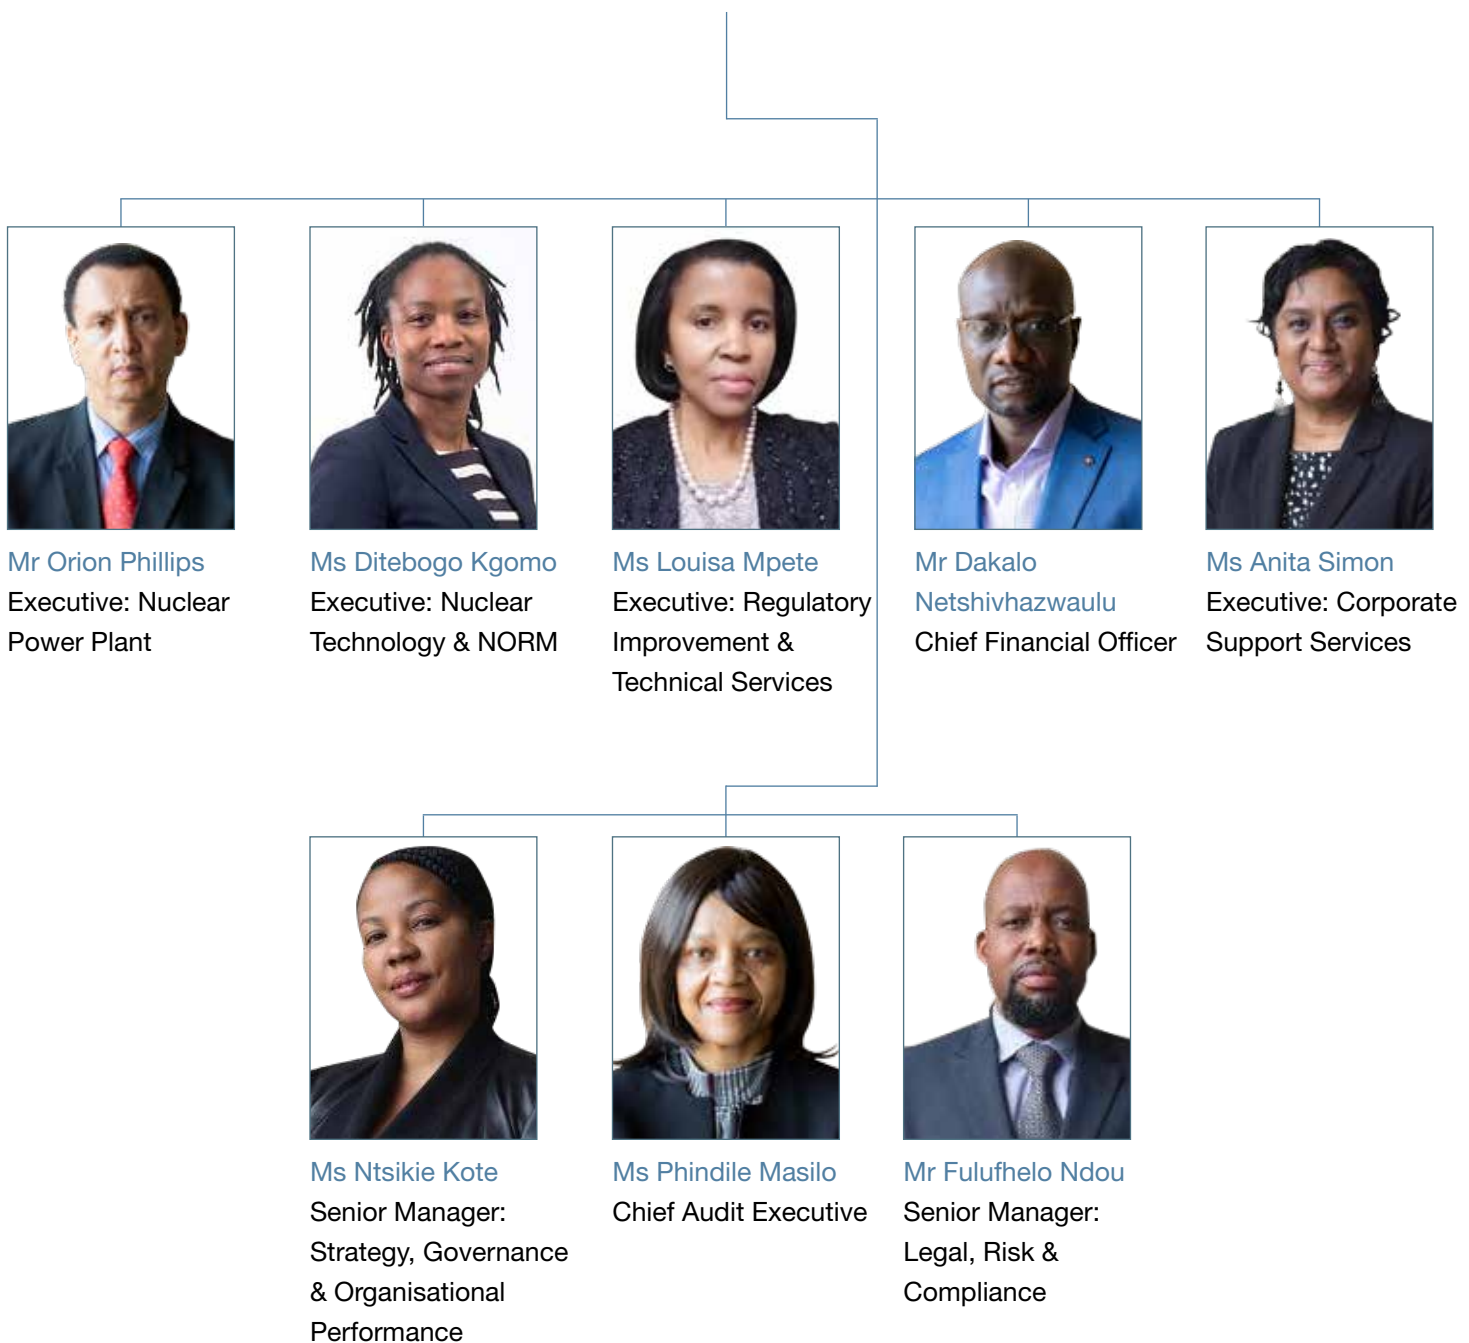 Mr Orion Phillips
Executive: Nuclear
Power Plant
Ms Ditebogo Kgomo
Executive: Nuclear
Technology & NORM
Ms Louisa Mpete
Executive: Regulatory
Improvement &
Technical Services
Mr Dakalo
Netshivhazwaulu
Chief Financial Officer
Ms Anita Simon
Executive: Corporate
Support Services
Ms Ntsikie Kote
Senior Manager:
Strategy, Governance
& Organisational
Performance
Ms Phindile Masilo
Chief Audit Executive
Mr Fulufhelo Ndou
Senior Manager:
Legal, Risk &
Compliance